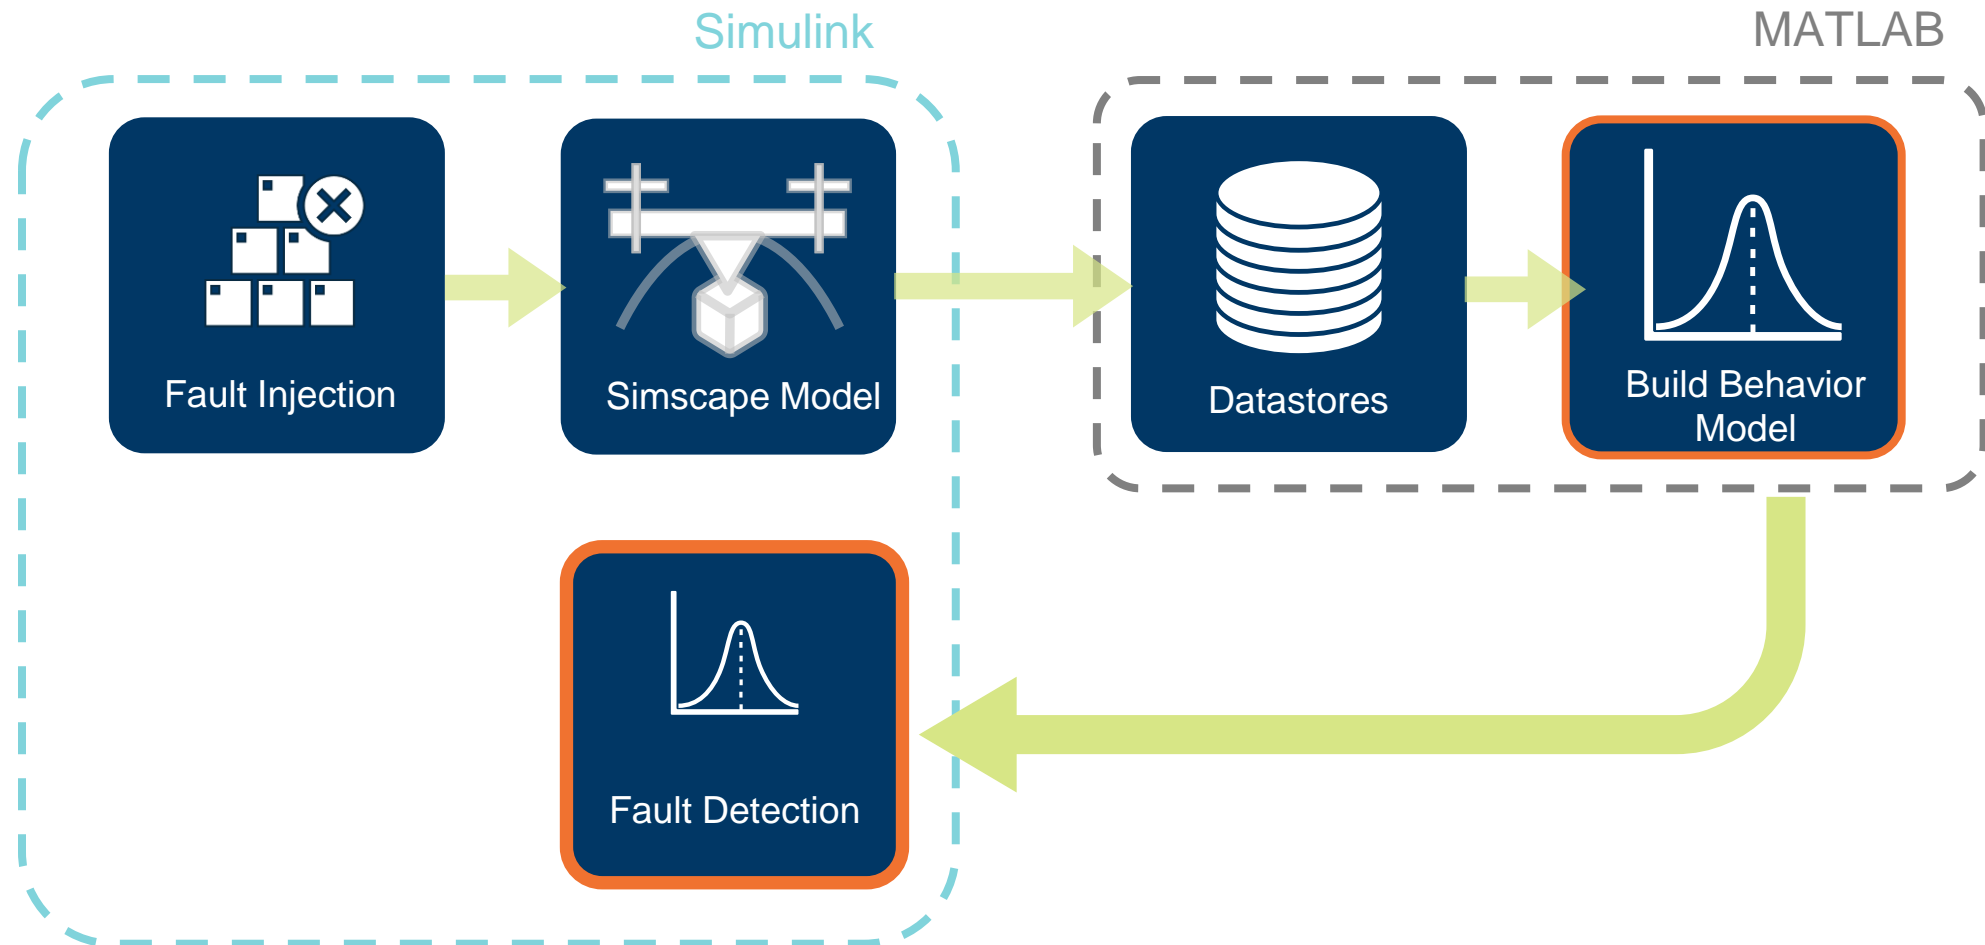 Simulink
MATLAB
Fault Injection
Simscape Model
Datastores
Build Behavior
Model
Fault Detection